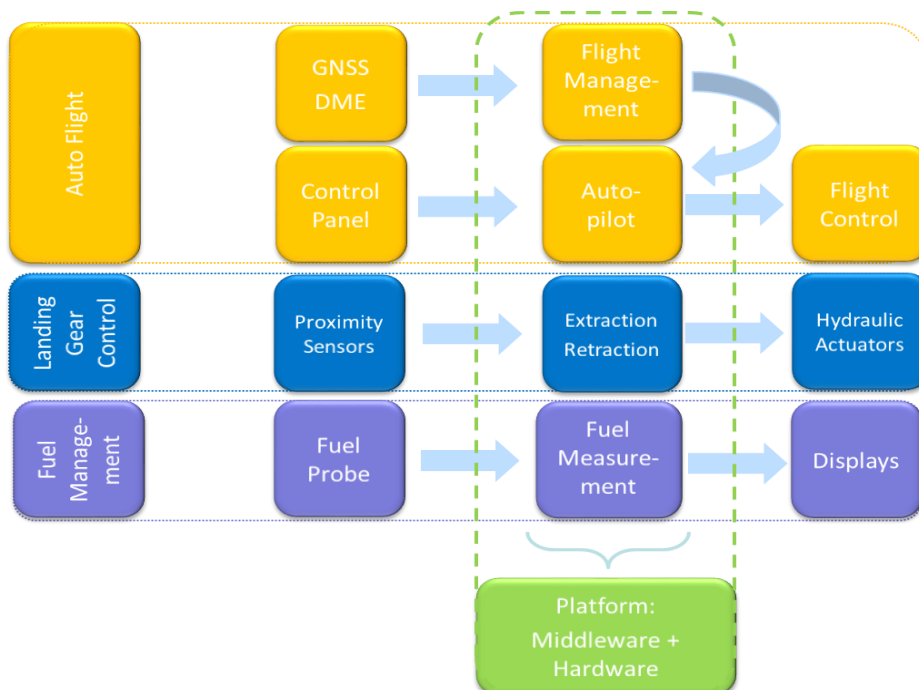 Auto Flight
GNSS
DME
Flight
Manage-
ment
Control
Panel
Auto-
pilot
Flight
Control
Landing
Gear
Control
Proximity
Sensors
Extraction
Retraction
Hydraulic
Actuators
Fuel
Manage-
ment
Fuel
Probe
Fuel
Measure-
ment
Displays
Platform:
Middleware +
Hardware